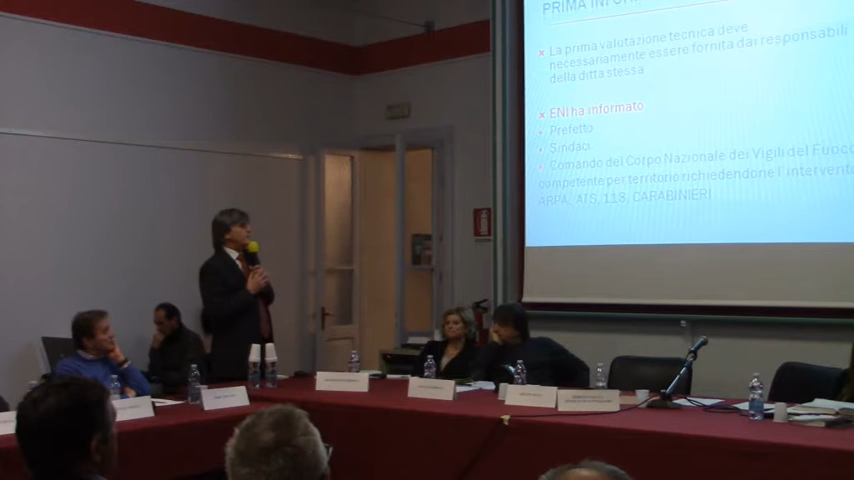 PRIMA
La prima valutazione tecnica deve
necessariamente essere fornita dai responsabili
della ditta stessa
ENI ha informato
Prefetto
Sindaci
Comando del Corpo Nazionale dei Vigili del Fuoco
competente per territorio richiedendone l'intervento
ARPA, ATS, 118, CARABINIERI